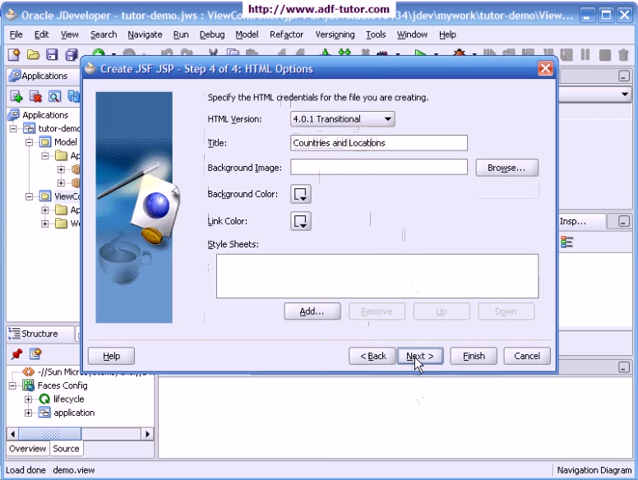 http://www.adf-tutor.com
Oracle JDeveloper - tutor-demo.jws : ViewCon
File Edit View Search Navigate Run Debug Refactor Versioning Tools Window Help
Applications
Applications
tutor-demo
Model
ViewCo
Create JSF JSP - Step 4 of 4: HTML Options
Specify the HTML credentials for the file you are creating.
HTML Version: 4.0.1 Transitional
Title: Countries and Locations
Background Image: Browse...
Background Color:
Link Color:
Style Sheets:
Add... Remove Up Down
Help < Back Next > Finish Cancel
Insp...
Structure
Faces Config
lifecycle
application
Overview Source
Load done demo.view Navigation Diagram